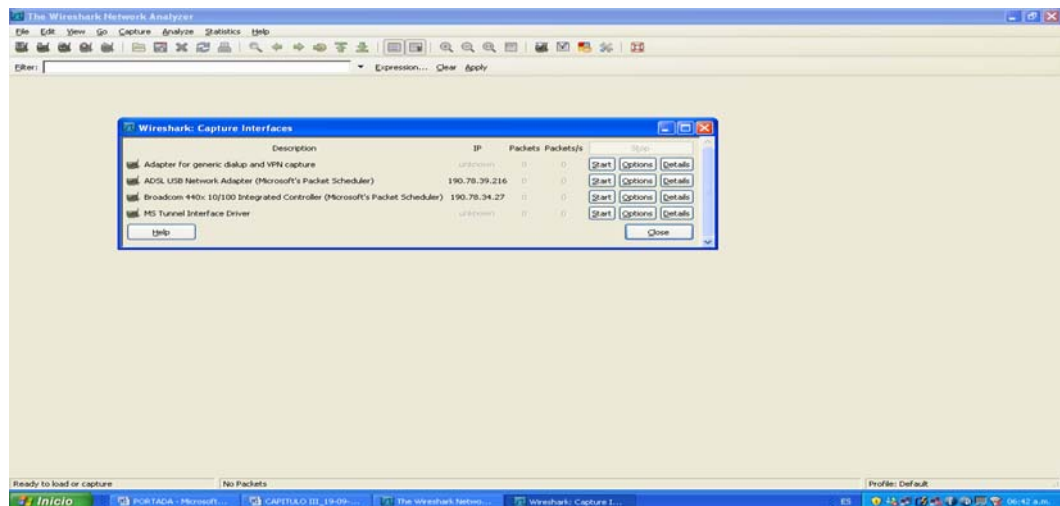 The Wireshark Network Analyzer
File Edit View Go Capture Analyze Statistics Help
Filter: Expression... Clear Apply
Wireshark: Capture Interfaces
Description IP Packets Packets/s Stop
Adapter for generic dialup and VPN capture unknown 0 0 Start Options Details
ADSL USB Network Adapter (Microsoft's Packet Scheduler) 190.78.39.216 0 0 Start Options Details
Broadcom 440x 10/100 Integrated Controller (Microsoft's Packet Scheduler) 190.78.34.27 0 0 Start Options Details
MS Tunnel Interface Driver unknown 0 0 Start Options Details
Help Close
Ready to load or capture No Packets Profile: Default
Inicio PORTADA - Microsoft... CAPITULO III_19-09-... The Wireshark Netwo... Wireshark: Capture I... ES 06:42 a.m.